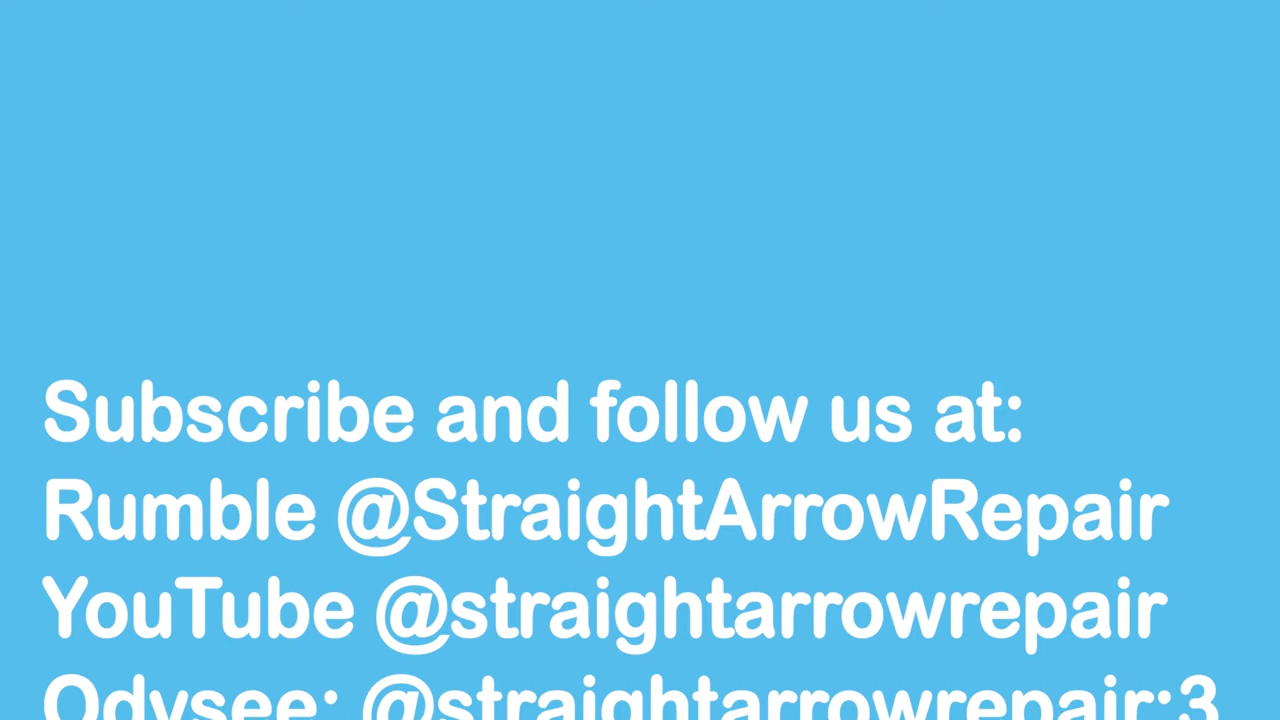 Subscribe and follow us at:
Rumble @StraightArrowRepair
YouTube @straightarrowrepair
Odysee: @straightarrowrepair:3